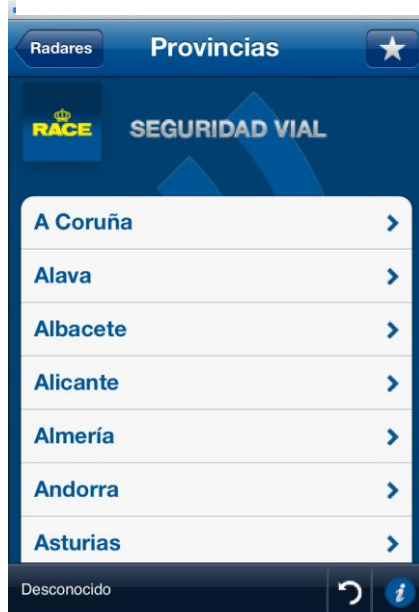 Radares
Provincias
RACE
SEGURIDAD VIAL
A Coruña
Alava
Albacete
Alicante
Almería
Andorra
Asturias
Desconocido
i